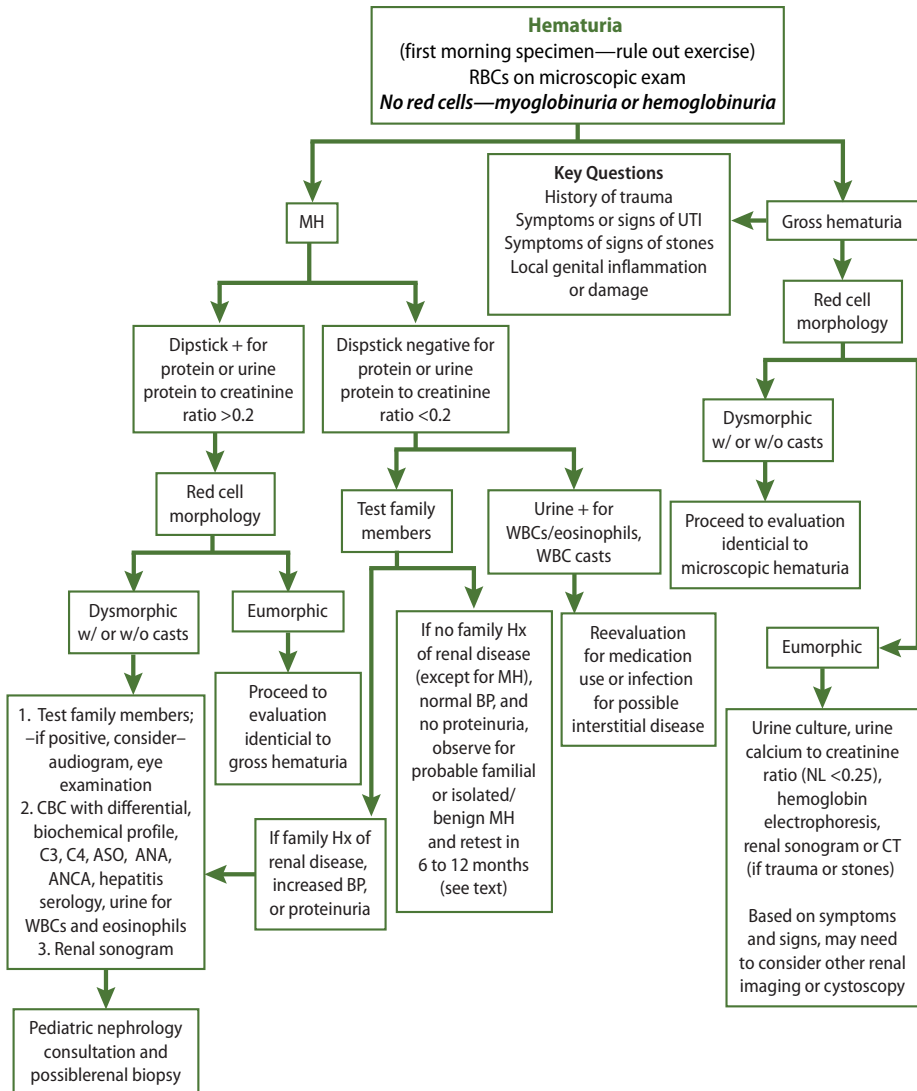 Hematuria
(first morning specimen—rule out exercise)
RBCs on microscopic exam
No red cells—myoglobinuria or hemoglobinuria
MH
Key Questions
History of trauma
Symptoms or signs of UTI
Symptoms of signs of stones
Local genital inflammation
or damage
Gross hematuria
Red cell
morphology
Dipstick + for
protein or urine
protein to creatinine
ratio >0.2
Dispstick negative for
protein or urine
protein to creatinine
ratio <0.2
Dysmorphic
w/ or w/o casts
Red cell
morphology
Test family
members
Urine + for
WBCs/eosinophils,
WBC casts
Proceed to evaluation
identicial to
microscopic hematuria
Dysmorphic
w/ or w/o casts
Eumorphic
If no family Hx
of renal disease
(except for MH),
normal BP, and
no proteinuria,
observe for
probable familial
or isolated/
benign MH
and retest in
6 to 12 months
(see text)
Reevaluation
for medication
use or infection
for possible
interstitial disease
Eumorphic
Proceed to
evaluation
identicial to
gross hematuria
1. Test family members;
–if positive, consider–
audiogram, eye
examination
2. CBC with differential,
biochemical profile,
C3, C4, ASO, ANA,
ANCA, hepatitis
serology, urine for
WBCs and eosinophils
3. Renal sonogram
If family Hx of
renal disease,
increased BP,
or proteinuria
Urine culture, urine
calcium to creatinine
ratio (NL <0.25),
hemoglobin
electrophoresis,
renal sonogram or CT
(if trauma or stones)
Based on symptoms
and signs, may need
to consider other renal
imaging or cystoscopy
Pediatric nephrology
consultation and
possiblerenal biopsy